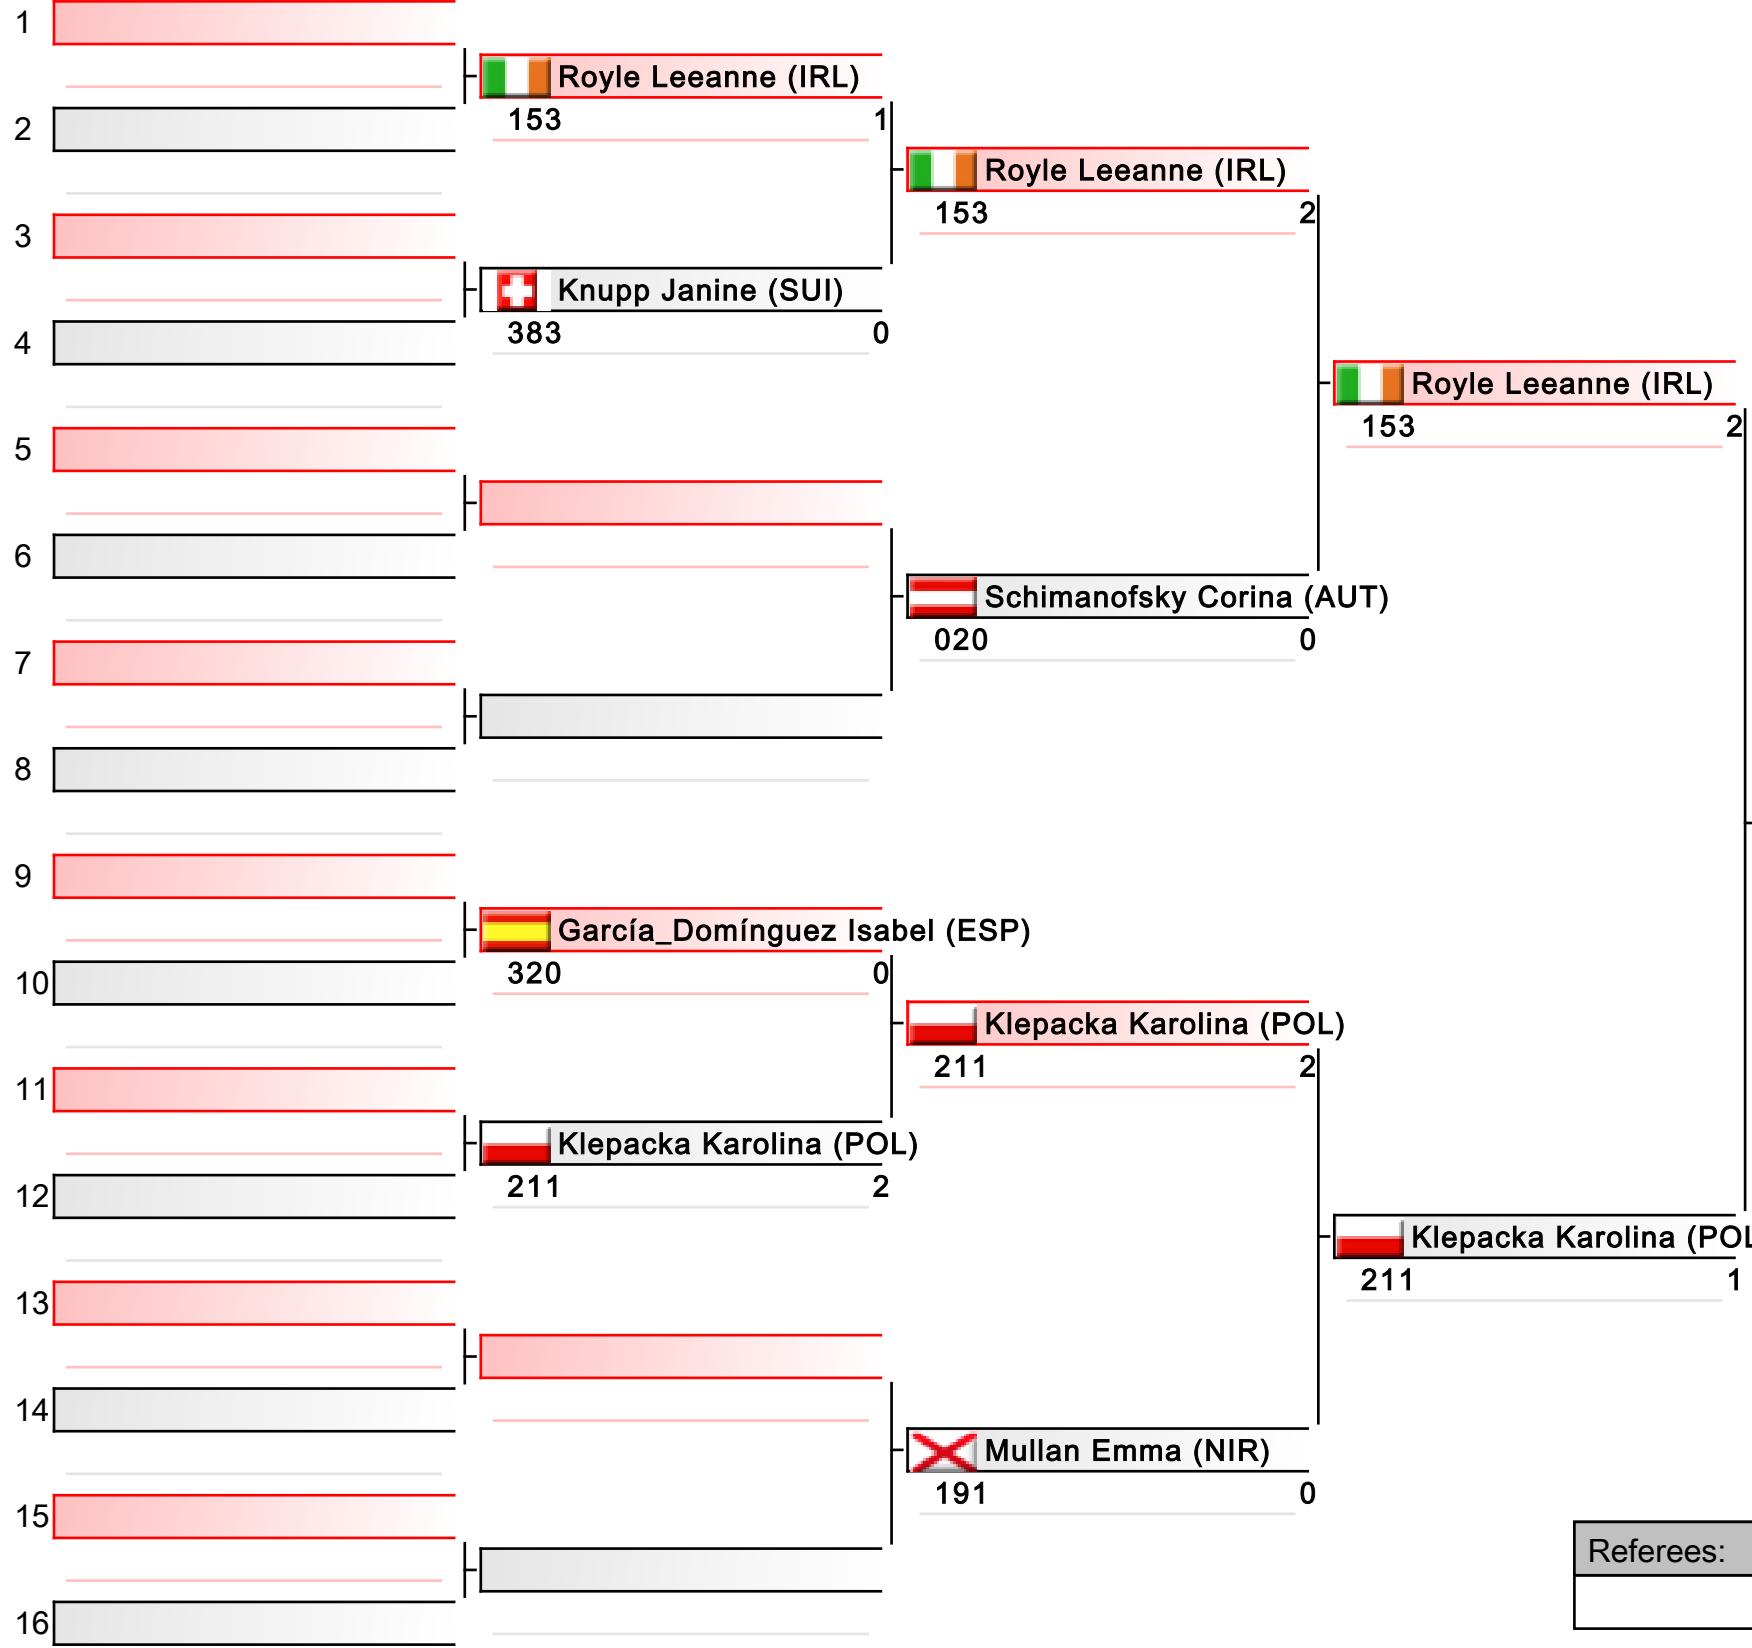 1
Royle Leeanne (IRL)
153 1
2
Royle Leeanne (IRL)
153 2
3
Knupp Janine (SUI)
383 0
4
Royle Leeanne (IRL)
153 2
5
6
Schimanofsky Corina (AUT)
020 0
7
8
9
García_Domínguez Isabel (ESP)
320 0
10
Klepacka Karolina (POL)
211 2
11
Klepacka Karolina (POL)
211 2
12
Klepacka Karolina (POL
211 1
13
14
Mullan Emma (NIR)
191 0
15
Referees:
16